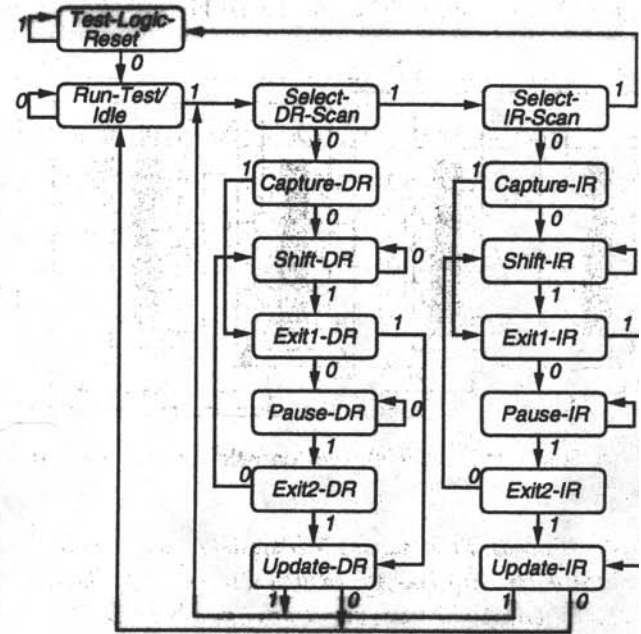 Test-Logic-
Reset
1
0
Run-Test/
Idle
0
1
Select-
DR-Scan
1
Select-
IR-Scan
1
0
0
1
Capture-DR
1
Capture-IR
0
0
Shift-DR
0
Shift-IR
1
1
Exit1-DR
1
Exit1-IR
1
0
0
Pause-DR
0
Pause-IR
1
1
0
Exit2-DR
0
Exit2-IR
1
1
Update-DR
Update-IR
1
0
1
0